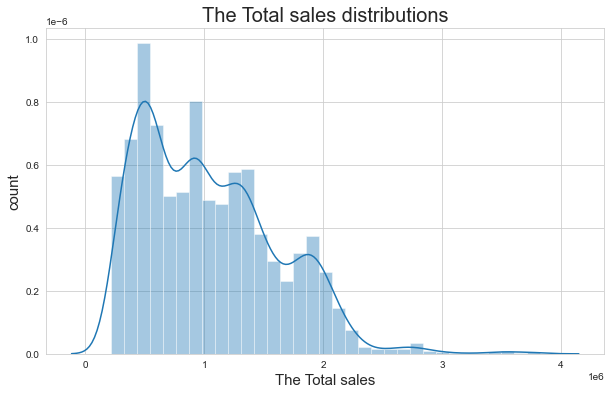 The Total sales distributions
1e−6
1.0
0.8
0.6
0.4
0.2
0.0
count
0
1
2
3
4
1e6
The Total sales